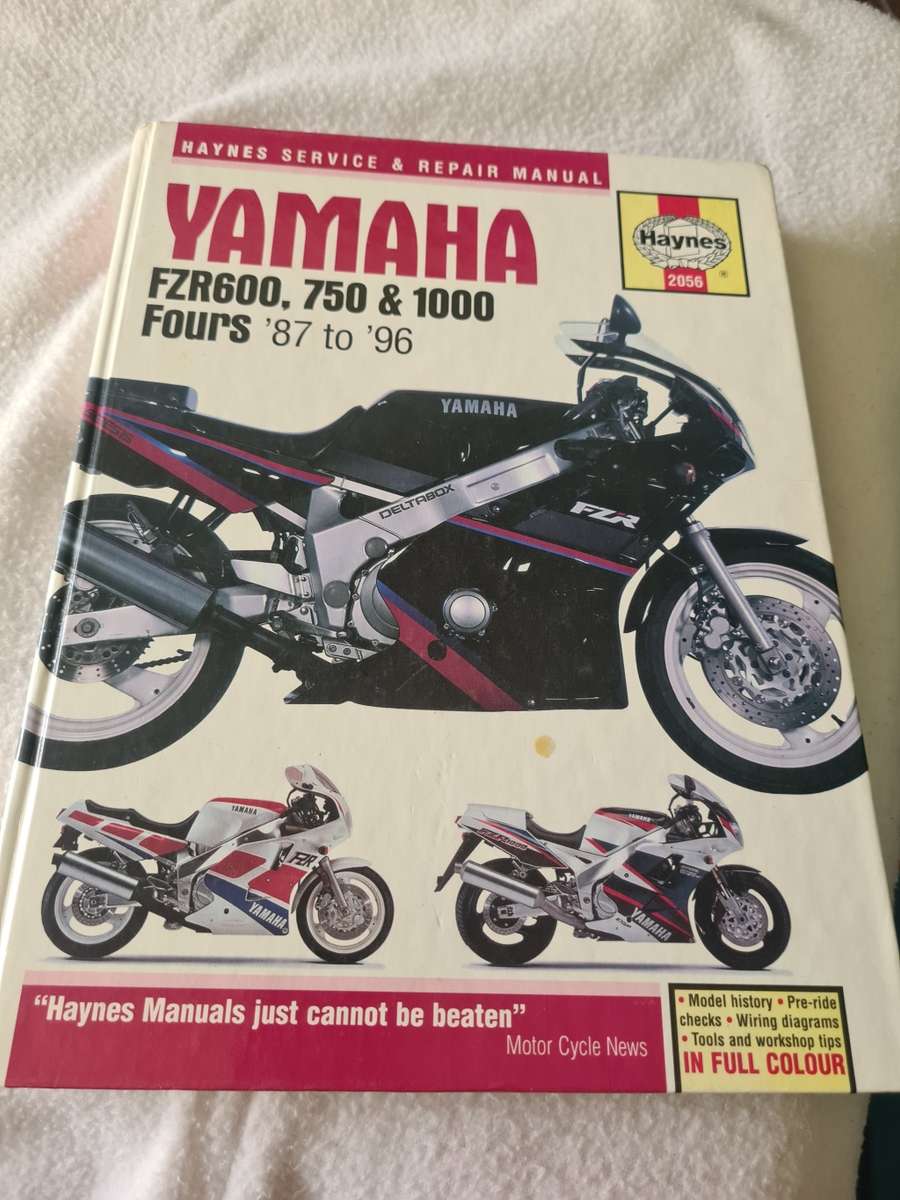 HAYNES SERVICE & REPAIR MANUAL
YAMAHA
FZR600, 750 & 1000
Fours '87 to '96
Haynes
®
2056
YAMAHA
DELTABOX
FZR
YAMAHA
FZR
YAMAHA
YAMAHA
YAMAHA
"Haynes Manuals just cannot be beaten"
Motor Cycle News
• Model history • Pre-ride
checks • Wiring diagrams
• Tools and workshop tips
IN FULL COLOUR